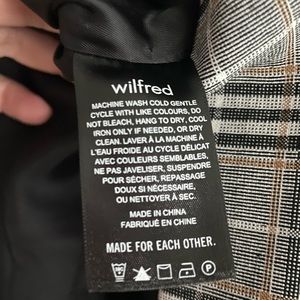 wilfred
MACHINE WASH COLD GENTLE
CYCLE WITH LIKE COLOURS, DO
NOT BLEACH, HANG TO DRY, COOL
IRON ONLY IF NEEDED, OR DRY
CLEAN. LAVER À LA MACHINE À
L'EAU FROIDE AU CYCLE DÉLICAT
AVEC COULEURS SEMBLABLES,
NE PAS JAVELISER, SUSPENDRE
POUR SÉCHER, REPASSAGE
DOUX SI NÉCESSAIRE,
OU NETTOYER À SEC.
MADE IN CHINA
FABRIQUÉ EN CHINE
MADE FOR EACH OTHER.
P